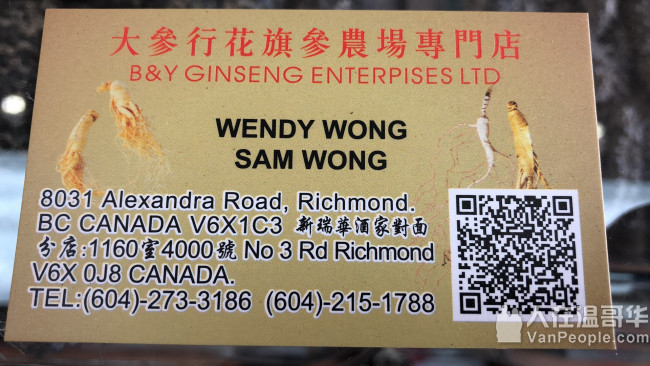 大參行花旗參農場專門店
B&Y GINSENG ENTERPISES LTD
WENDY WONG
SAM WONG
8031 Alexandra Road, Richmond.
BC CANADA V6X1C3 新瑞華酒家對面
分店:1160室4000號 No 3 Rd Richmond
V6X 0J8 CANADA.
TEL:(604)-273-3186 (604)-215-1788
人在温哥华
VanPeople.com